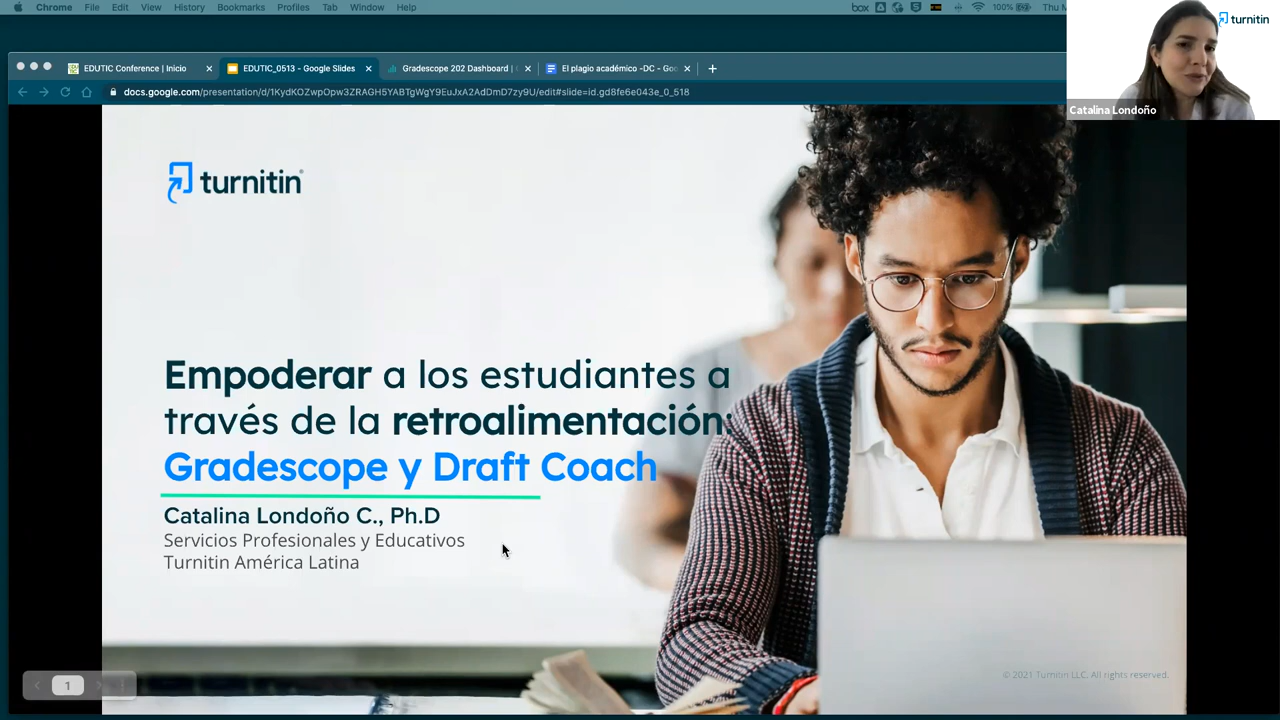 Chrome File Edit View History Bookmarks Profiles Tab Window Help
box 100% Thu
turnitin
Catalina Londoño
EDUTIC Conference | Inicio
EDUTIC_0513 - Google Slides
Gradescope 202 Dashboard |
El plagio académico -DC - Goo
docs.google.com/presentation/d/1KydKOZwpOpw3ZRAGH5YABTgWgY9EuJxA2AdDmD7zy9U/edit#slide=id.gd8fe6e043e_0_518
turnitin
Empoderar a los estudiantes a
través de la retroalimentación:
Gradescope y Draft Coach
Catalina Londoño C., Ph.D
Servicios Profesionales y Educativos
Turnitin América Latina
1
© 2021 Turnitin LLC. All rights reserved.